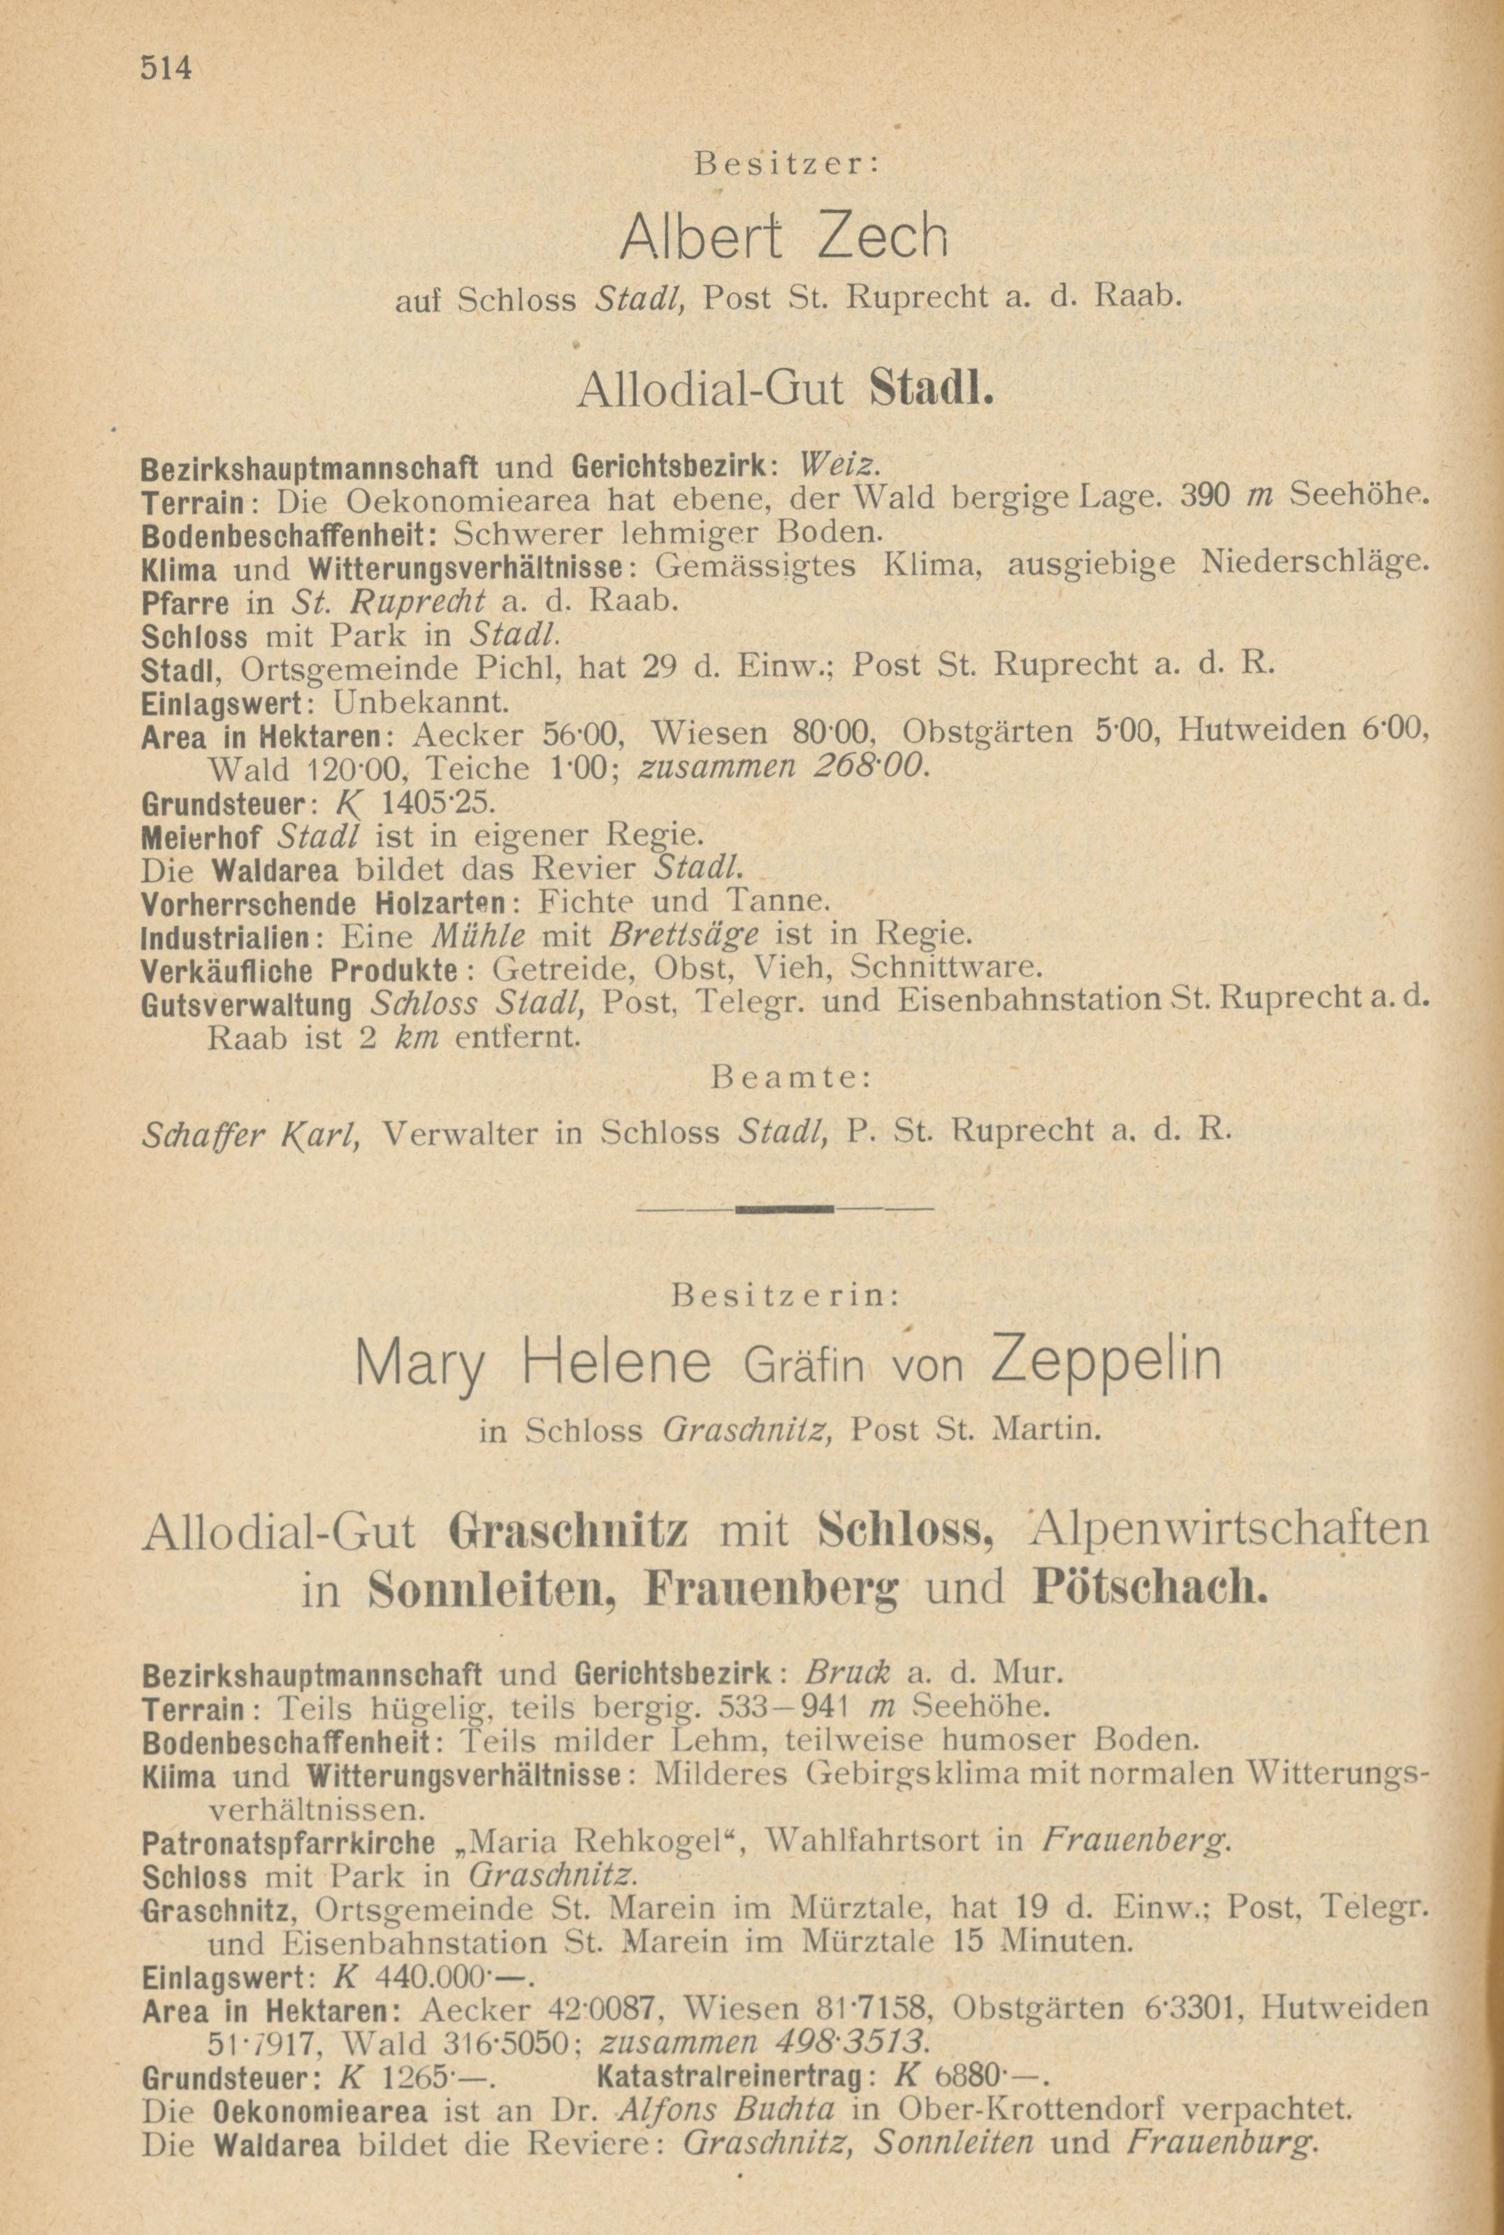 514
Besitzer:
Albert Zech
auf Schloss Stadl, Post St. Ruprecht a. d. Raab.
Allodial-Gut Stadl.
Bezirkshauptmannschaft und Gerichtsbezirk: Weiz.
Terrain: Die Oekonomiearea hat ebene, der Wald bergige Lage. 390 m Seehöhe.
Bodenbeschaffenheit: Schwerer lehmiger Boden.
Klima und Witterungsverhältnisse: Gemässigtes Klima, ausgiebige Niederschläge.
Pfarre in St. Ruprecht a. d. Raab.
Schloss mit Park in Stadl.
Stadl, Ortsgemeinde Pichl, hat 29 d. Einw.; Post St. Ruprecht a. d. R.
Einlagswert: Unbekannt.
Area in Hektaren: Aecker 56·00, Wiesen 80·00, Obstgärten 5·00, Hutweiden 6·00,
Wald 120·00, Teiche 1·00; zusammen 268·00.
Grundsteuer: K 1405·25.
Meierhof Stadl ist in eigener Regie.
Die Waldarea bildet das Revier Stadl.
Vorherrschende Holzarten: Fichte und Tanne.
Industrialien: Eine Mühle mit Brettsäge ist in Regie.
Verkäufliche Produkte: Getreide, Obst, Vieh, Schnittware.
Gutsverwaltung Schloss Stadl, Post, Telegr. und Eisenbahnstation St. Ruprecht a. d.
Raab ist 2 km entfernt.
Beamte:
Schaffer Karl, Verwalter in Schloss Stadl, P. St. Ruprecht a. d. R.
Besitzerin:
Mary Helene Gräfin von Zeppelin
in Schloss Graschnitz, Post St. Martin.
Allodial-Gut Graschnitz mit Schloss, Alpenwirtschaften
in Sonnleiten, Frauenberg und Pötschach.
Bezirkshauptmannschaft und Gerichtsbezirk: Bruck a. d. Mur.
Terrain: Teils hügelig, teils bergig. 533—941 m Seehöhe.
Bodenbeschaffenheit: Teils milder Lehm, teilweise humoser Boden.
Klima und Witterungsverhältnisse: Milderes Gebirgsklima mit normalen Witterungs-
verhältnissen.
Patronatspfarrkirche „Maria Rehkogel“, Wahlfahrtsort in Frauenberg.
Schloss mit Park in Graschnitz.
Graschnitz, Ortsgemeinde St. Marein im Mürztale, hat 19 d. Einw.; Post, Telegr.
und Eisenbahnstation St. Marein im Mürztale 15 Minuten.
Einlagswert: K 440.000·—.
Area in Hektaren: Aecker 42·0087, Wiesen 81·7158, Obstgärten 6·3301, Hutweiden
51·7917, Wald 316·5050; zusammen 498·3513.
Grundsteuer: K 1265·—. Katastralreinertrag: K 6880·—.
Die Oekonomiearea ist an Dr. Alfons Buchta in Ober-Krottendorf verpachtet.
Die Waldarea bildet die Reviere: Graschnitz, Sonnleiten und Frauenburg.